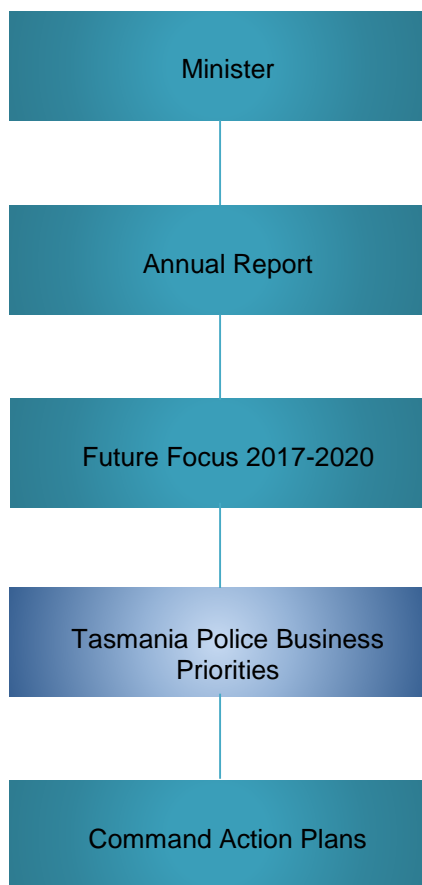 Minister
Annual Report
Future Focus 2017-2020
Tasmania Police Business
Priorities
Command Action Plans